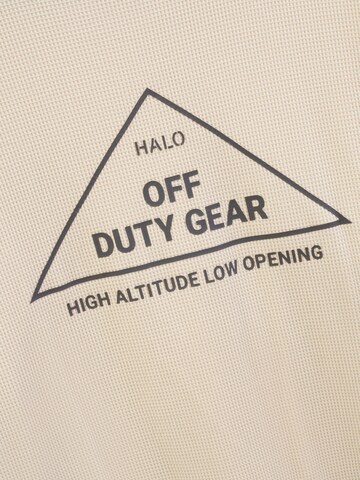 HALO
OFF
DUTY GEAR
HIGH ALTITUDE LOW OPENING